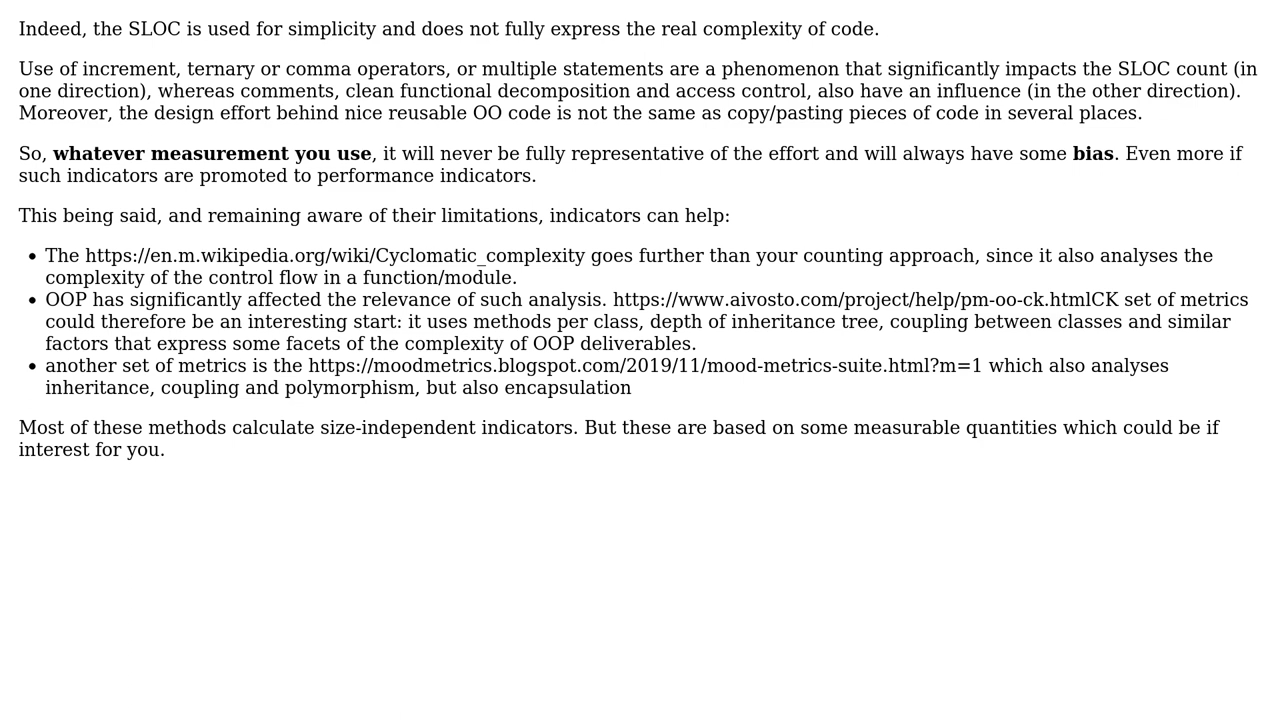 Indeed, the SLOC is used for simplicity and does not fully express the real complexity of code.
Use of increment, ternary or comma operators, or multiple statements are a phenomenon that significantly impacts the SLOC count (in
one direction), whereas comments, clean functional decomposition and access control, also have an influence (in the other direction).
Moreover, the design effort behind nice reusable OO code is not the same as copy/pasting pieces of code in several places.
So, whatever measurement you use, it will never be fully representative of the effort and will always have some bias. Even more if
such indicators are promoted to performance indicators.
This being said, and remaining aware of their limitations, indicators can help:
• The https://en.m.wikipedia.org/wiki/Cyclomatic_complexity goes further than your counting approach, since it also analyses the
complexity of the control flow in a function/module.
• OOP has significantly affected the relevance of such analysis. https://www.aivosto.com/project/help/pm-oo-ck.htmlCK set of metrics
could therefore be an interesting start: it uses methods per class, depth of inheritance tree, coupling between classes and similar
factors that express some facets of the complexity of OOP deliverables.
• another set of metrics is the https://moodmetrics.blogspot.com/2019/11/mood-metrics-suite.html?m=1 which also analyses
inheritance, coupling and polymorphism, but also encapsulation
Most of these methods calculate size-independent indicators. But these are based on some measurable quantities which could be if
interest for you.